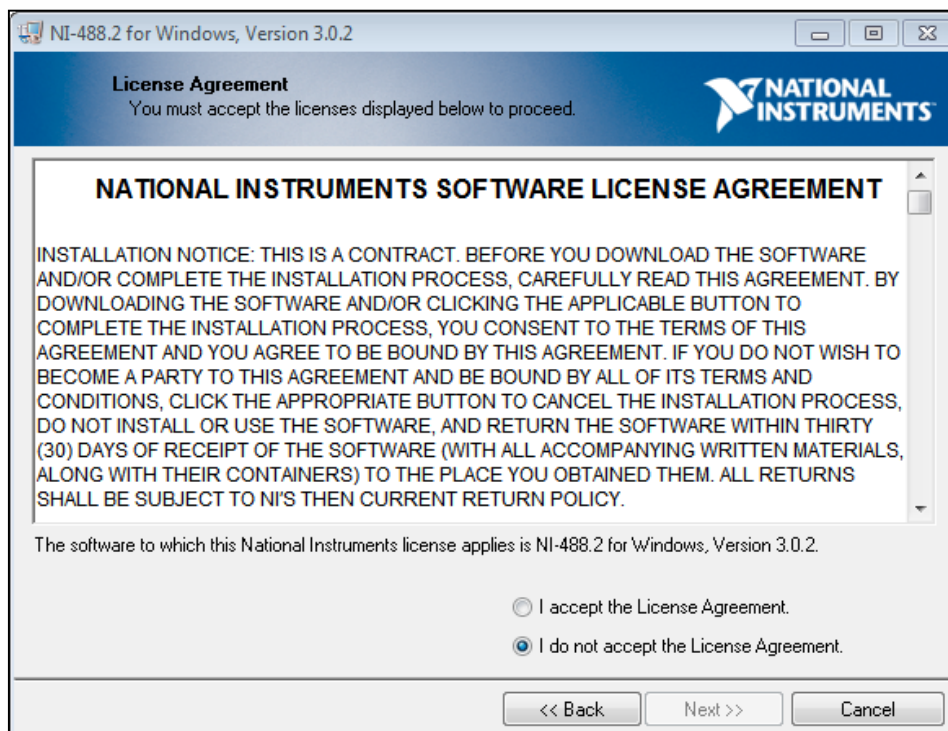 NI-488.2 for Windows, Version 3.0.2
License Agreement
You must accept the licenses displayed below to proceed.
NATIONAL
INSTRUMENTS
NATIONAL INSTRUMENTS SOFTWARE LICENSE AGREEMENT
INSTALLATION NOTICE: THIS IS A CONTRACT. BEFORE YOU DOWNLOAD THE SOFTWARE
AND/OR COMPLETE THE INSTALLATION PROCESS, CAREFULLY READ THIS AGREEMENT. BY
DOWNLOADING THE SOFTWARE AND/OR CLICKING THE APPLICABLE BUTTON TO
COMPLETE THE INSTALLATION PROCESS, YOU CONSENT TO THE TERMS OF THIS
AGREEMENT AND YOU AGREE TO BE BOUND BY THIS AGREEMENT. IF YOU DO NOT WISH TO
BECOME A PARTY TO THIS AGREEMENT AND BE BOUND BY ALL OF ITS TERMS AND
CONDITIONS, CLICK THE APPROPRIATE BUTTON TO CANCEL THE INSTALLATION PROCESS,
DO NOT INSTALL OR USE THE SOFTWARE, AND RETURN THE SOFTWARE WITHIN THIRTY
(30) DAYS OF RECEIPT OF THE SOFTWARE (WITH ALL ACCOMPANYING WRITTEN MATERIALS,
ALONG WITH THEIR CONTAINERS) TO THE PLACE YOU OBTAINED THEM. ALL RETURNS
SHALL BE SUBJECT TO NI'S THEN CURRENT RETURN POLICY.
The software to which this National Instruments license applies is NI-488.2 for Windows, Version 3.0.2.
I accept the License Agreement.
I do not accept the License Agreement.
<< Back Next >> Cancel